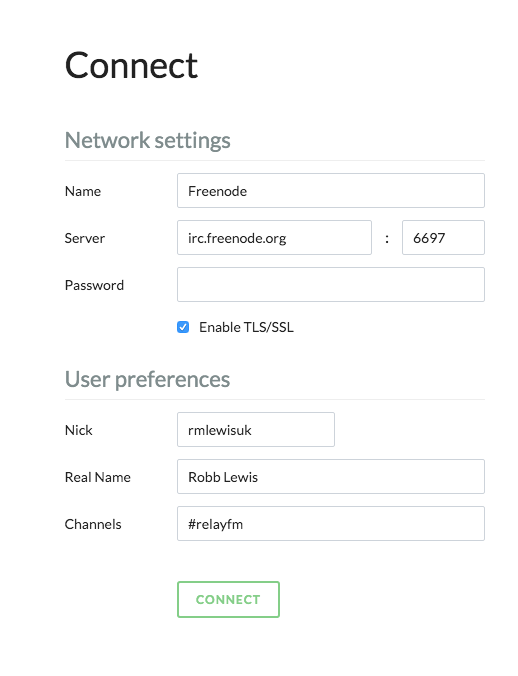 Connect
Network settings
Name Freenode
Server irc.freenode.org : 6697
Password
Enable TLS/SSL
User preferences
Nick rmlewisuk
Real Name Robb Lewis
Channels #relayfm
CONNECT